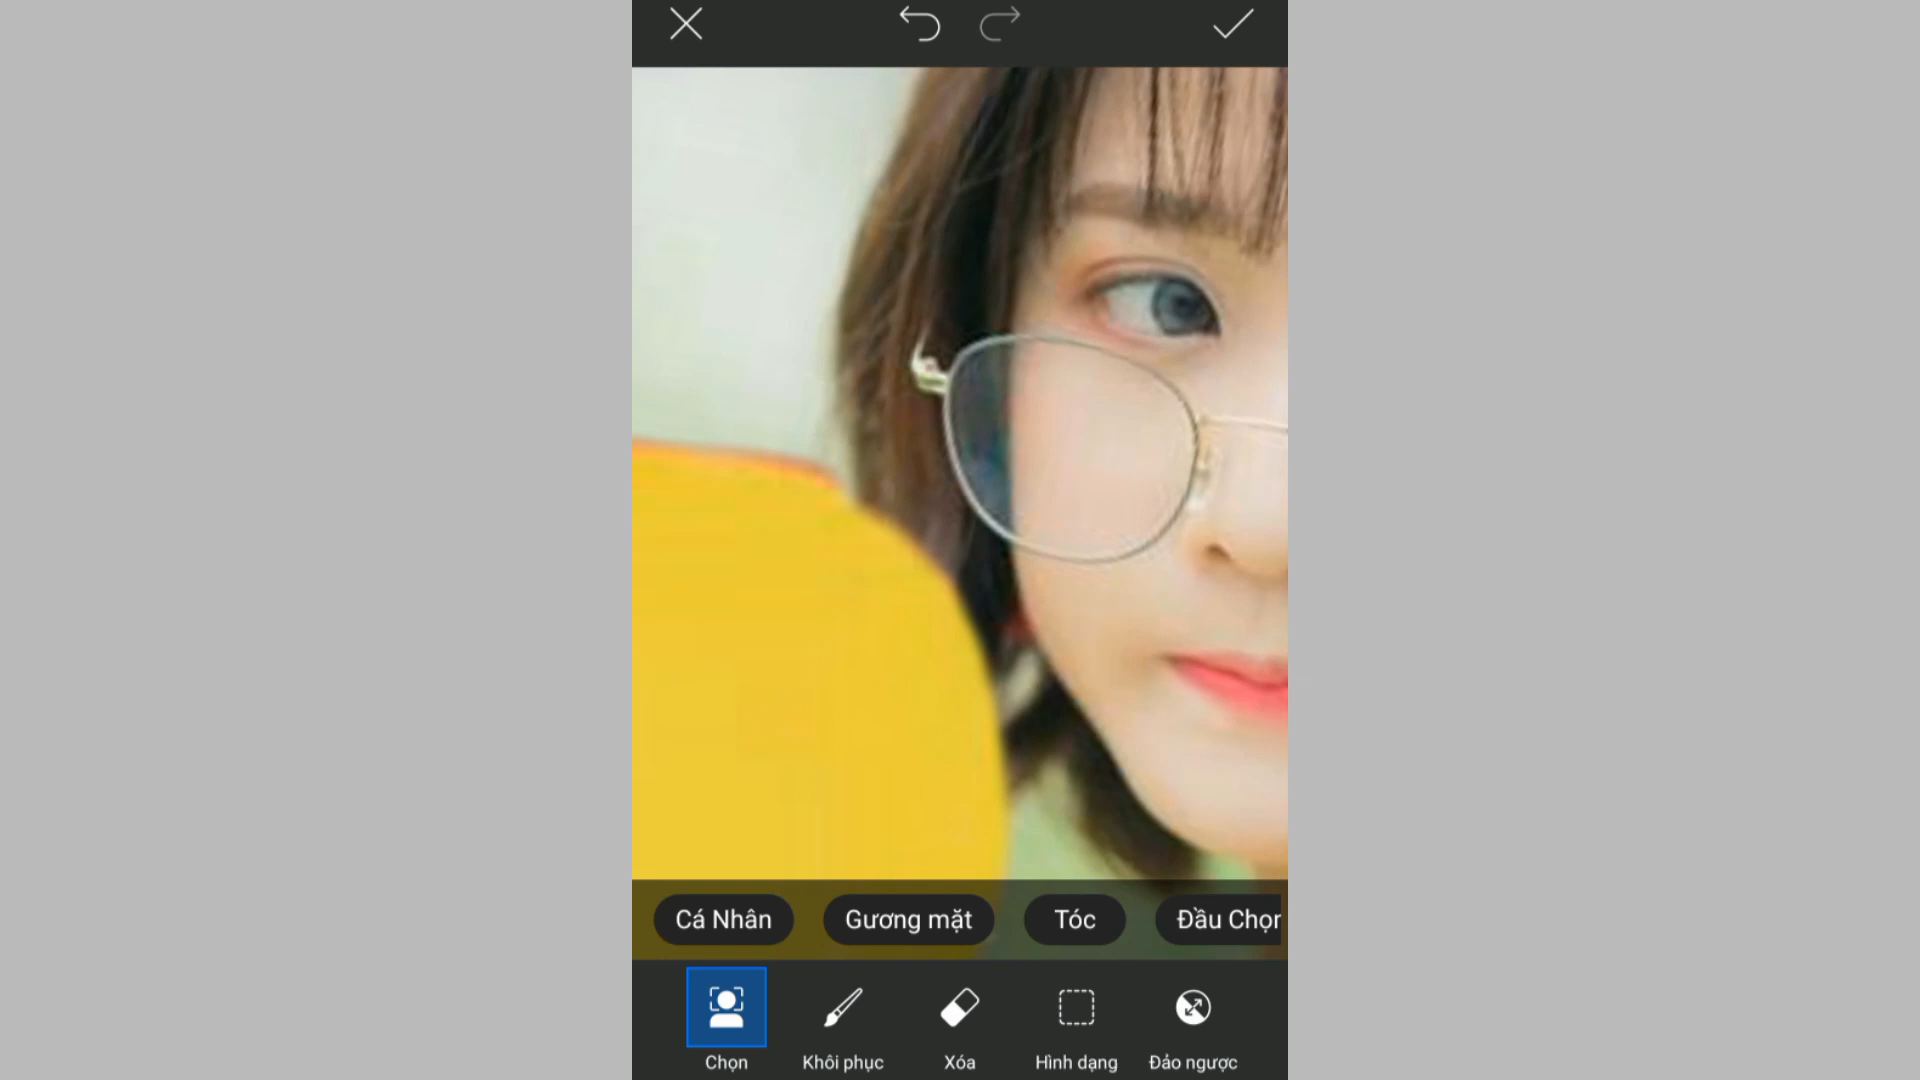 Cá Nhân
Gương mặt
Tóc
Đầu Chọn
Chọn
Khôi phục
Xóa
Hình dạng
Đảo ngược